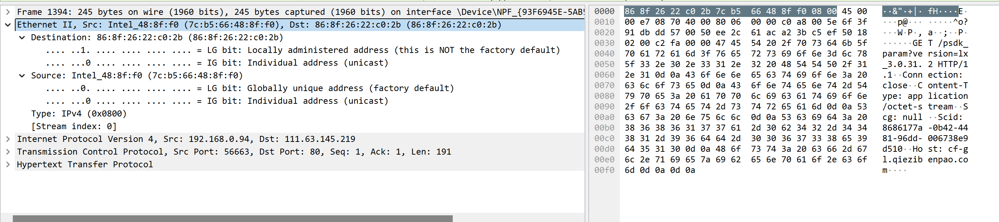 Frame 1394: 245 bytes on wire (1960 bits), 245 bytes captured (1960 bits) on interface \Device\NPF_{93F6945E-5AB
Ethernet II, Src: Intel_48:8f:f0 (7c:b5:66:48:8f:f0), Dst: 86:8f:26:22:c0:2b (86:8f:26:22:c0:2b)
Destination: 86:8f:26:22:c0:2b (86:8f:26:22:c0:2b)
.... ..1. .... .... .... .... = LG bit: Locally administered address (this is NOT the factory default)
.... ...0 .... .... .... .... = IG bit: Individual address (unicast)
Source: Intel_48:8f:f0 (7c:b5:66:48:8f:f0)
.... ..0. .... .... .... .... = LG bit: Globally unique address (factory default)
.... ...0 .... .... .... .... = IG bit: Individual address (unicast)
Type: IPv4 (0x0800)
[Stream index: 0]
Internet Protocol Version 4, Src: 192.168.0.94, Dst: 111.63.145.219
Transmission Control Protocol, Src Port: 56663, Dst Port: 80, Seq: 1, Ack: 1, Len: 191
Hypertext Transfer Protocol
0000 86 8f 26 22 c0 2b 7c b5 66 48 8f f0 08 00 45 00 ··&"·+|· fH····E·
0010 00 e7 08 70 40 00 80 06 00 00 c0 a8 00 5e 6f 3f ···p@··· ·····^o?
0020 91 db dd 57 00 50 ee 2c 61 ac a2 3b c5 ef 50 18 ···W·P·, a··;··P·
0030 02 00 c2 fa 00 00 47 45 54 20 2f 70 73 64 6b 5f ······GE T /psdk_
0040 70 61 72 61 6d 3f 76 65 72 73 69 6f 6e 3d 6c 78 param?ve rsion=lx
0050 5f 33 2e 30 2e 33 31 2e 32 20 48 54 54 50 2f 31 _3.0.31. 2 HTTP/1
0060 2e 31 0d 0a 43 6f 6e 6e 65 63 74 69 6f 6e 3a 20 .1··Conn ection:
0070 63 6c 6f 73 65 0d 0a 43 6f 6e 74 65 6e 74 2d 54 close··C ontent-T
0080 79 70 65 3a 20 61 70 70 6c 69 63 61 74 69 6f 6e ype: app lication
0090 2f 6f 63 74 65 74 2d 73 74 72 65 61 6d 0d 0a 53 /octet-s tream··S
00a0 63 67 3a 20 6e 75 6c 6c 0d 0a 53 63 69 64 3a 20 cg: null ··Scid:
00b0 38 36 38 36 31 37 37 61 2d 30 62 34 32 2d 34 34 8686177a -0b42-44
00c0 38 31 2d 39 36 64 64 2d 30 30 36 37 33 38 65 39 81-96dd- 006738e9
00d0 64 35 31 30 0d 0a 48 6f 73 74 3a 20 63 66 2d 67 d510··Ho st: cf-g
00e0 6c 2e 71 69 65 7a 69 62 65 6e 70 61 6f 2e 63 6f l.qiezib enpao.co
00f0 6d 0d 0a 0d 0a m····